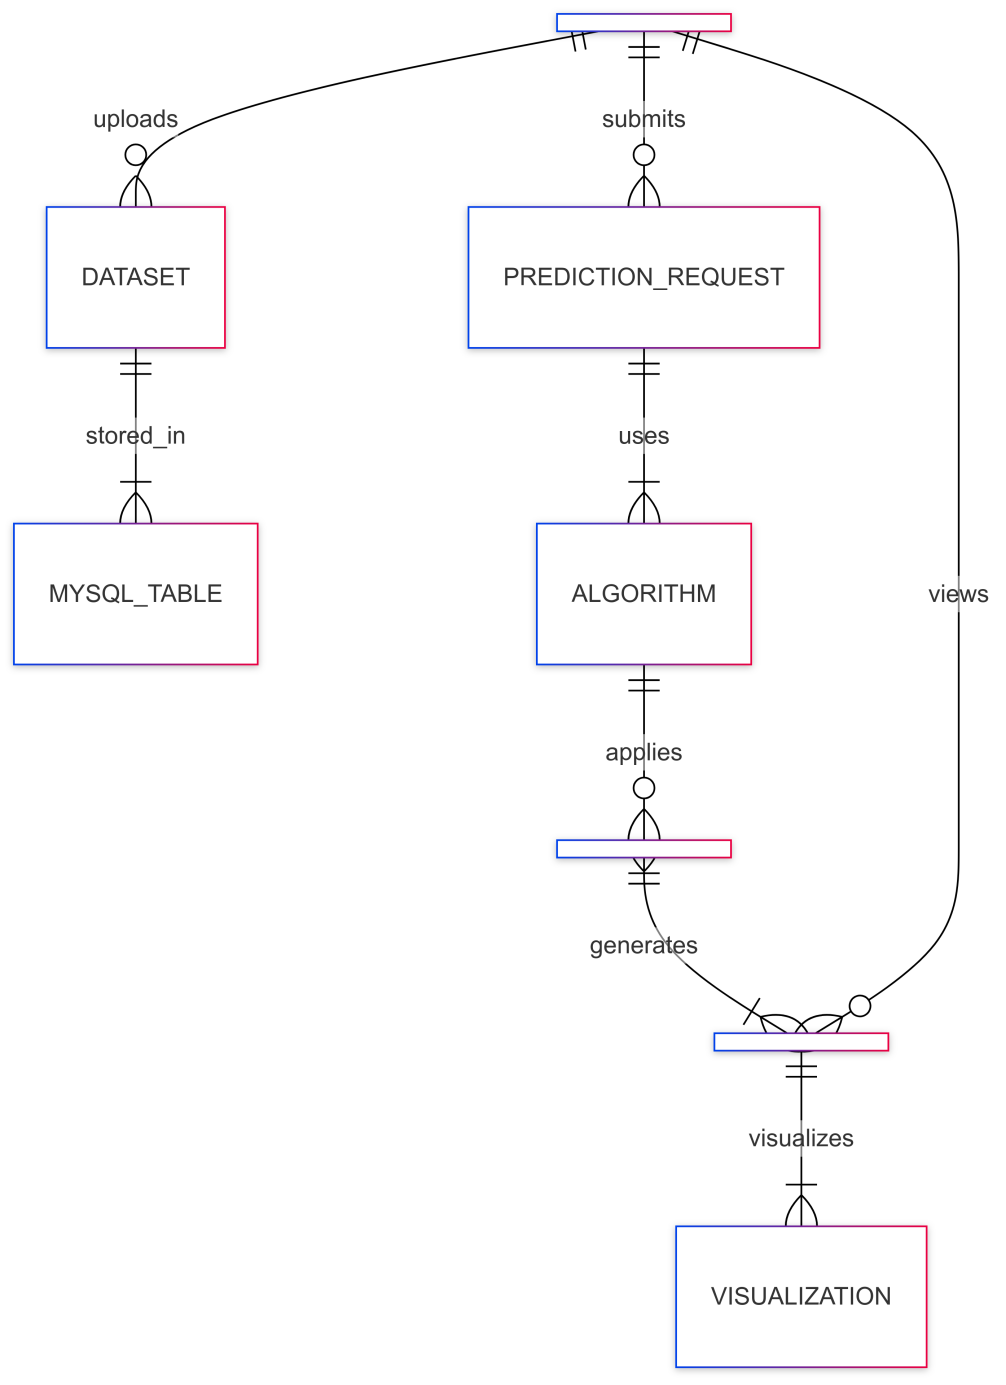 uploads
submits
DATASET
PREDICTION_REQUEST
stored_in
uses
MYSQL_TABLE
ALGORITHM
views
applies
generates
visualizes
VISUALIZATION